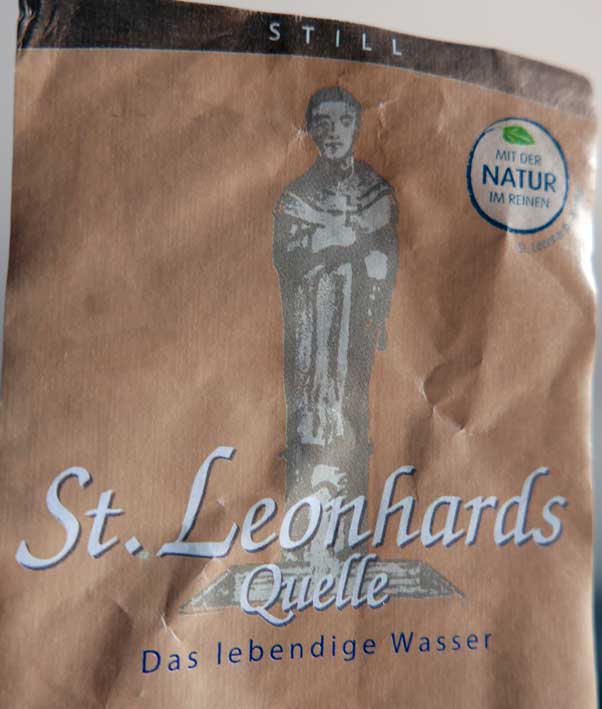 STILL
MIT DER
NATUR
IM REINEN
St. Leonhards
Quelle
Das lebendige Wasser